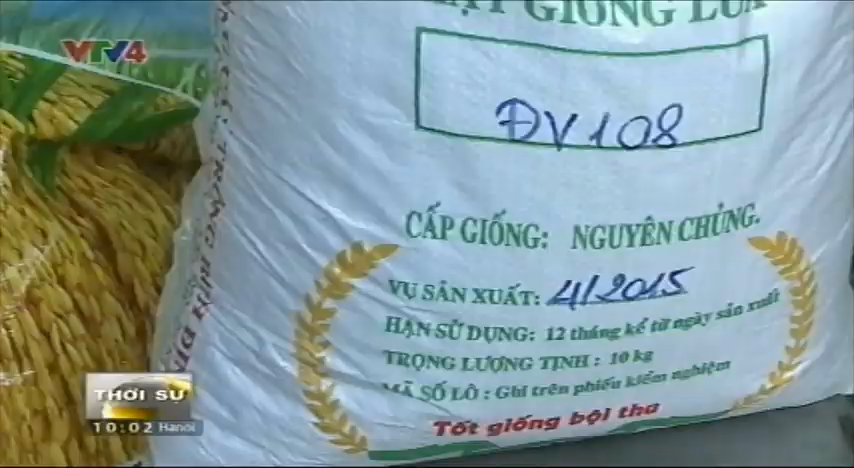 VTV4
HẠT GIỐNG LÚA
ĐV108
CẤP GIỐNG: NGUYÊN CHỦNG.
VỤ SẢN XUẤT: 4/2015
HẠN SỬ DỤNG: 12 tháng kể từ ngày sản xuất
TRỌNG LƯỢNG TỊNH : 10 kg
MÃ SỐ LÔ : Ghi trên phiếu kiểm nghiệm
Tốt giống bội thu
THỜI SỰ
10:02 Hanoi